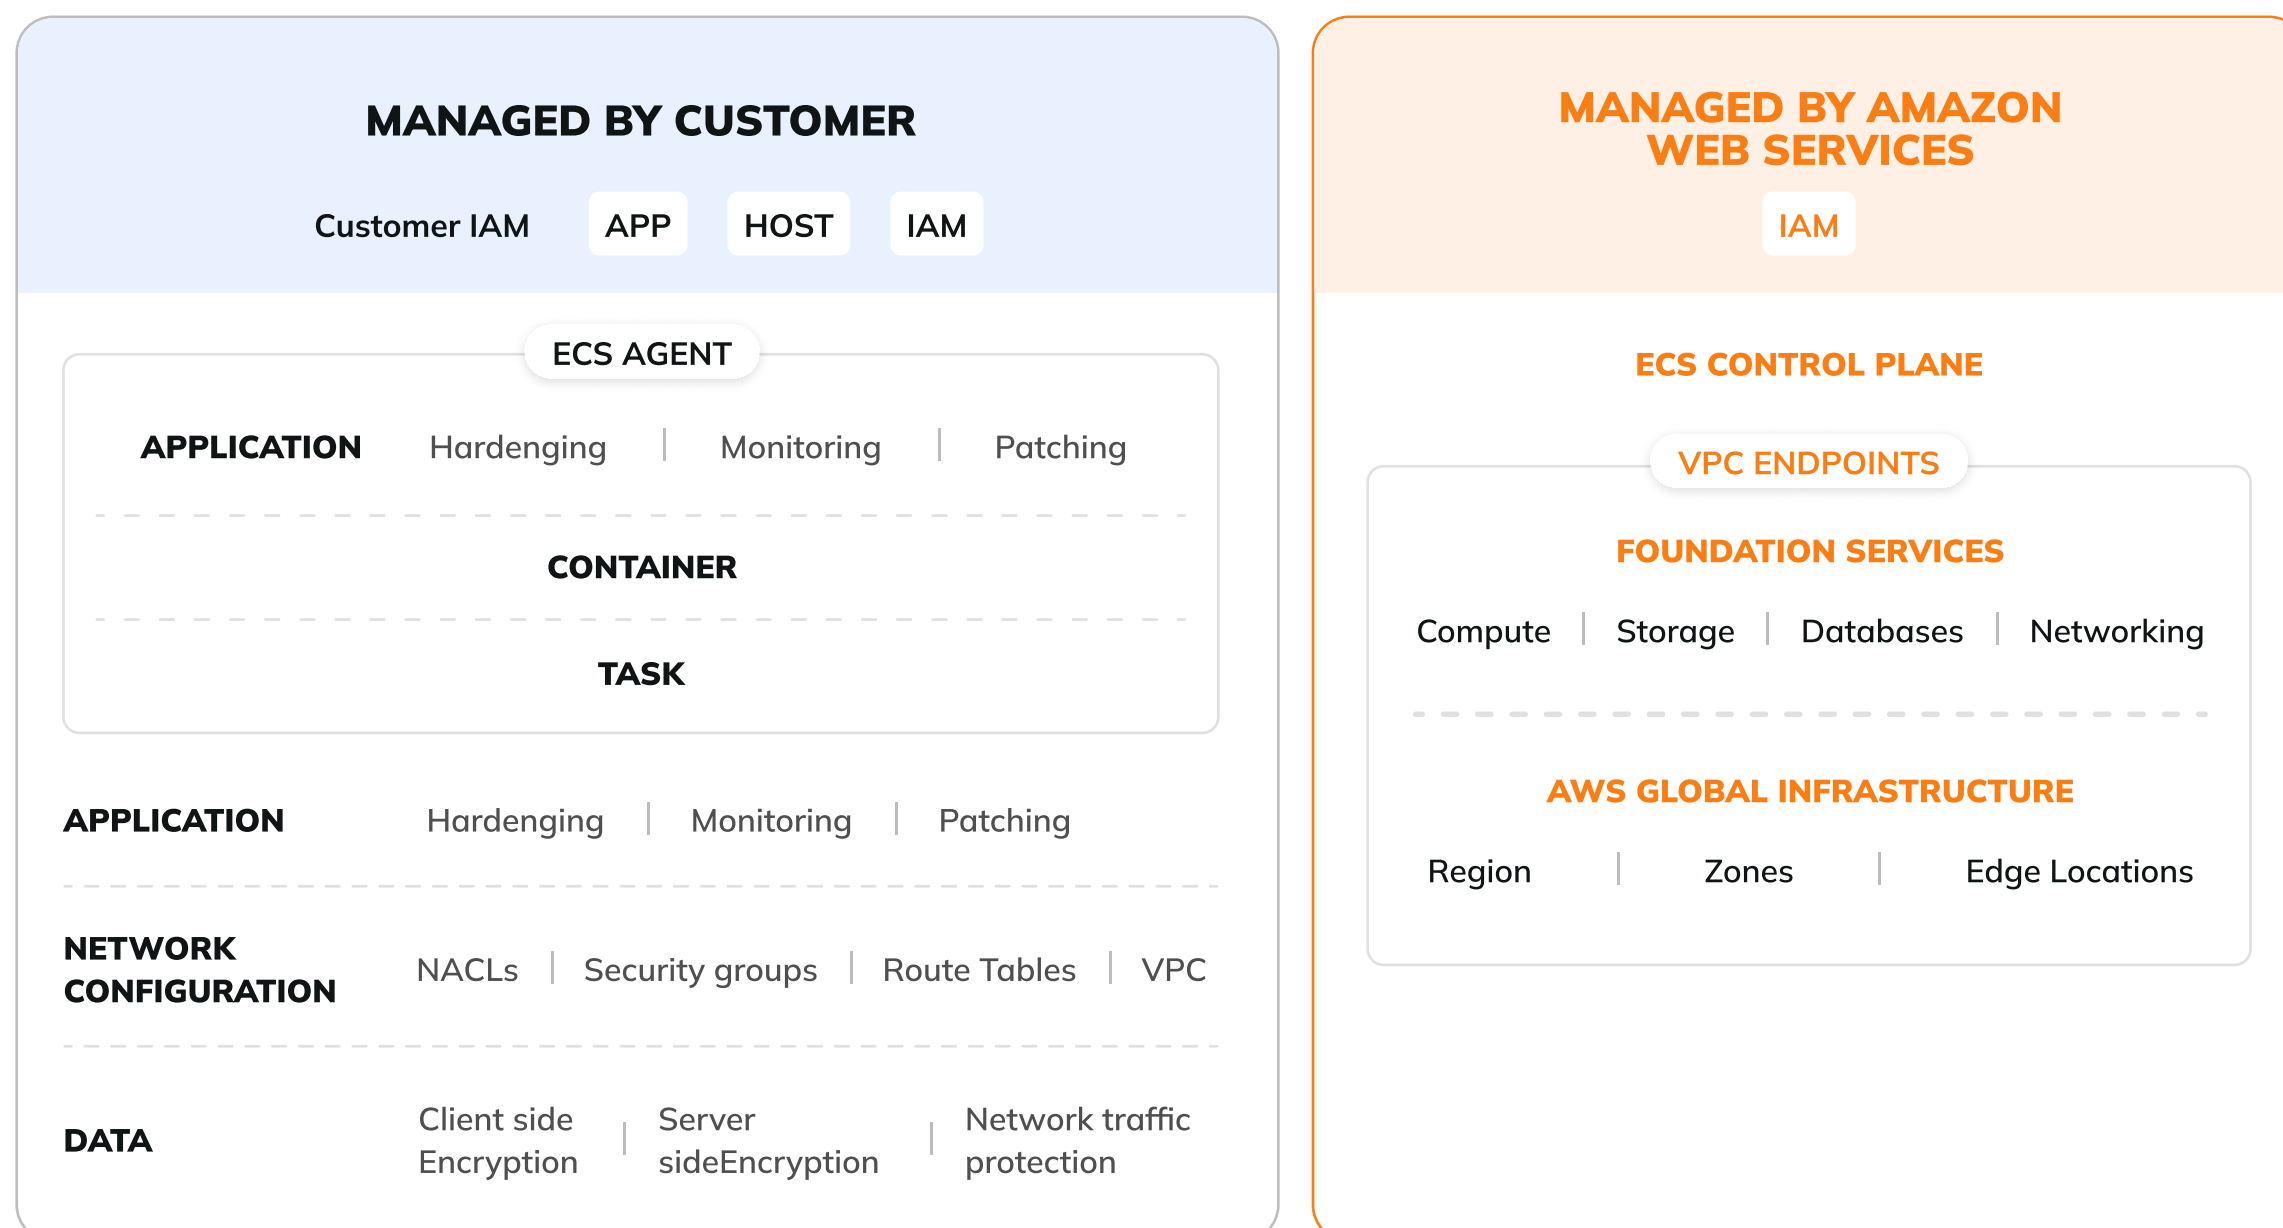 MANAGED BY CUSTOMER
Customer IAM APP HOST IAM
ECS AGENT
APPLICATION Hardenging Monitoring Patching
CONTAINER
TASK
APPLICATION Hardenging Monitoring Patching
NETWORK
CONFIGURATION
NACLs Security groups Route Tables VPC
DATA
Client side
Encryption
Server
sideEncryption
Network traffic
protection
MANAGED BY AMAZON
WEB SERVICES
IAM
ECS CONTROL PLANE
VPC ENDPOINTS
FOUNDATION SERVICES
Compute Storage Databases Networking
AWS GLOBAL INFRASTRUCTURE
Region Zones Edge Locations